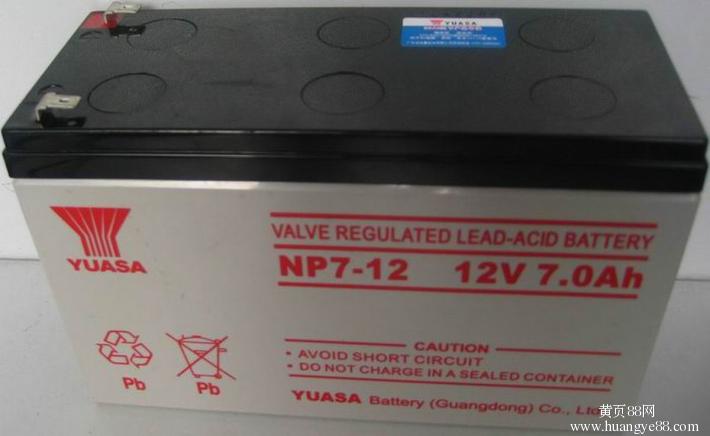 YUASA
YUASA
VALVE REGULATED LEAD-ACID BATTERY
NP7-12 12V 7.0Ah
CAUTION
• AVOID SHORT CIRCUIT
• DO NOT CHARGE IN A SEALED CONTAINER
Pb Pb
YUASA Battery (Guangdong) Co., Ltd
黄页88网
www.huangye88.com